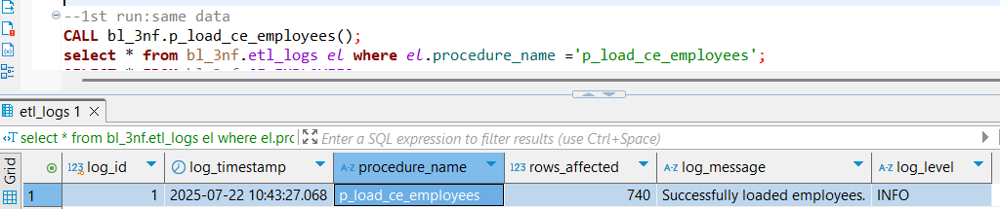 --1st run:same data
CALL bl_3nf.p_load_ce_employees();
select * from bl_3nf.etl_logs el where el.procedure_name ='p_load_ce_employees';
etl_logs 1
select * from bl_3nf.etl_logs el where el.prc
Enter a SQL expression to filter results (use Ctrl+Space)
Grid
123 log_id log_timestamp A-Z procedure_name 123 rows_affected A-Z log_message A-Z log_level
1 1 2025-07-22 10:43:27.068 p_load_ce_employees 740 Successfully loaded employees. INFO